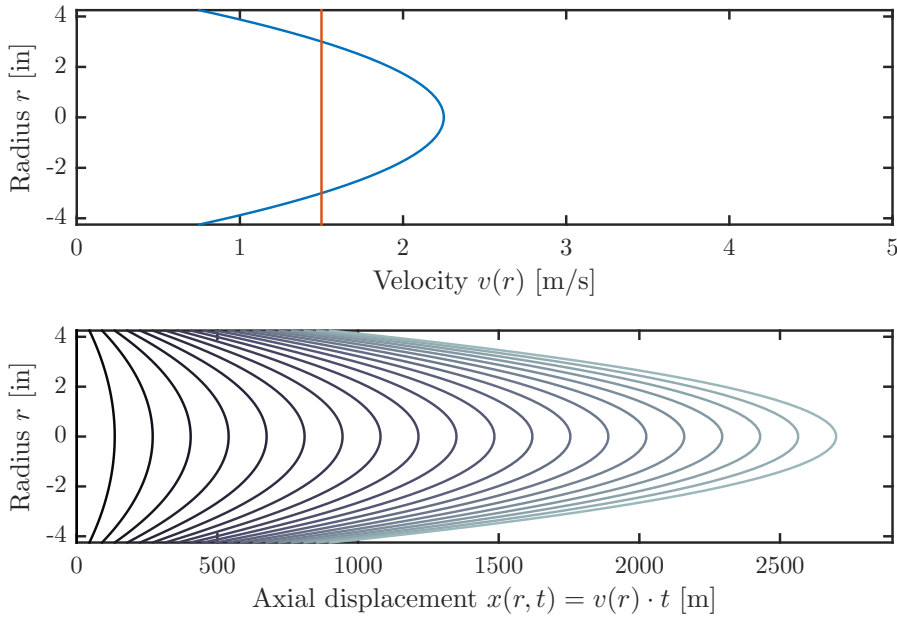 4
2
0
-2
-4
Radius r [in]
0 1 2 3 4 5
Velocity v(r) [m/s]
4
2
0
-2
-4
Radius r [in]
0 500 1000 1500 2000 2500
Axial displacement x(r, t) = v(r) · t [m]